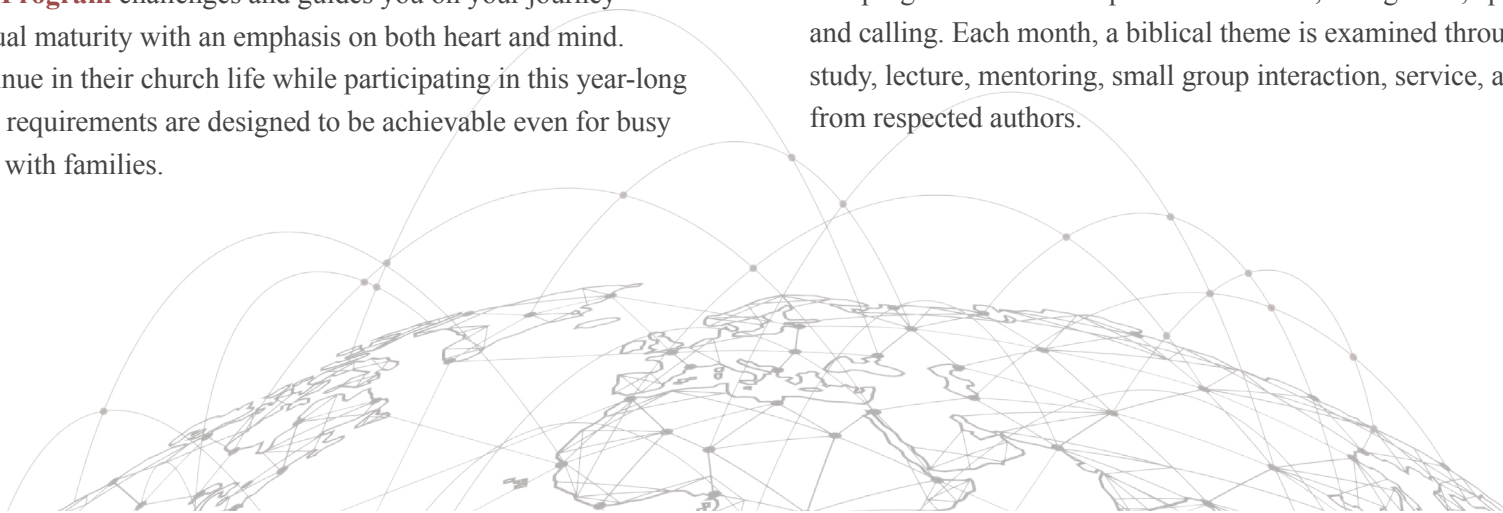 Program challenges and guides you on your journey
ual maturity with an emphasis on both heart and mind.
nue in their church life while participating in this year-long
requirements are designed to be achievable even for busy
with families.
and calling. Each month, a biblical theme is examined throu
study, lecture, mentoring, small group interaction, service, a
from respected authors.